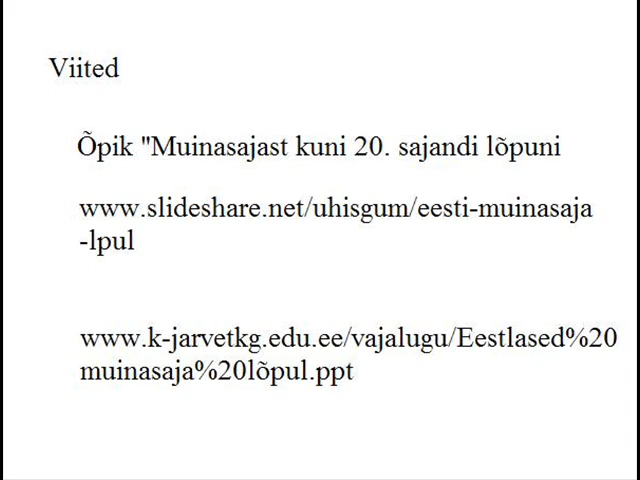 Viited
Õpik "Muinasajast kuni 20. sajandi lõpuni
www.slideshare.net/uhisgum/eesti-muinasaja
-lpul
www.k-jarvetkg.edu.ee/vajalugu/Eestlased%20
muinasaja%20lõpul.ppt